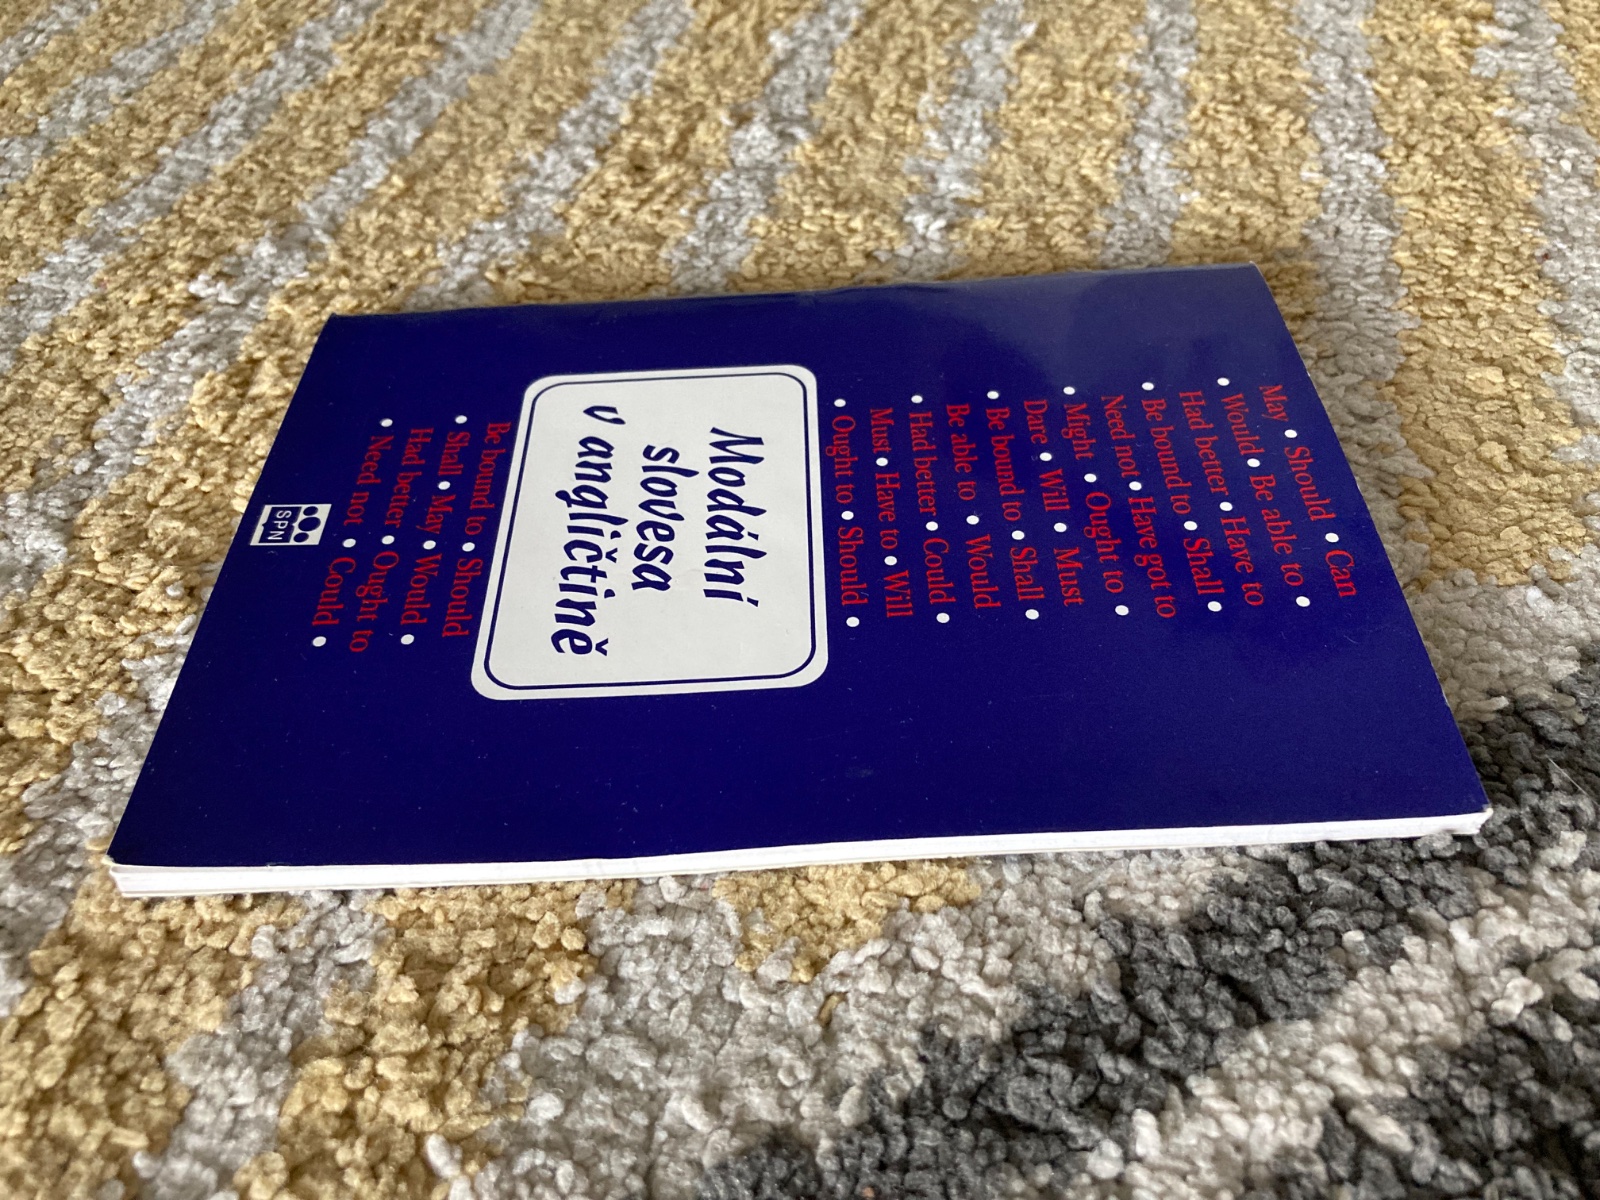 May • Should • Can
• Would • Be able to •
Had better • Have to
• Be bound to • Shall •
Need not • Have got to
• Might • Ought to •
Dare • Will • Must
• Be bound to • Shall •
Be able to • Would
• Had better • Could •
Must • Have to • Will
• Ought to • Should •
Modální
slovesa
v angličtině
Be bound to • Should
• Shall • May • Would •
Had better • Ought to
• Need not • Could •
SPN